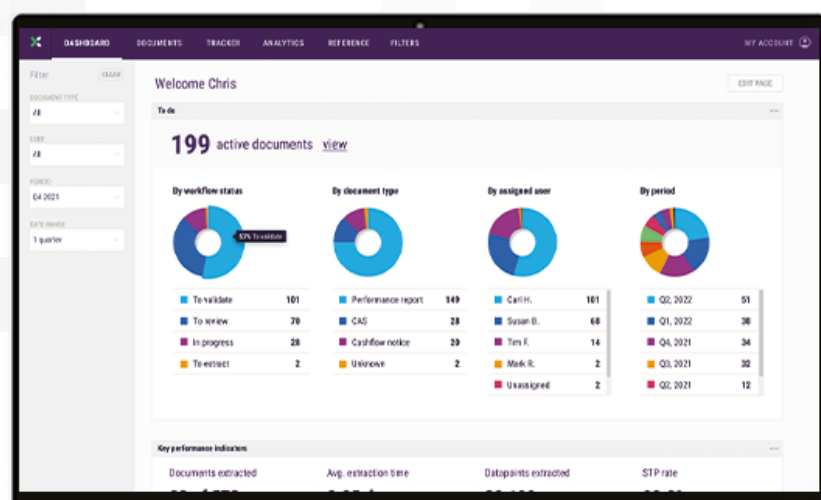 DASHBOARD DOCUMENTS TRACKER ANALYTICS REFERENCE FILTERS MY ACCOUNT
Filter CLEAR
Welcome Chris
EDIT PAGE
DOCUMENT TYPE
All
To do
199 active documents view
USER
All
PERIOD
Q4 2021
DATE RANGE
1 quarter
By workflow status By document type By assigned user By period
To validate
To validate 101 Performance report 149 Carl H. 101 Q2, 2022 51
To review 70 CAS 28 Susan B. 68 Q1, 2022 38
In progress 28 Cashflow notice 20 Tim F. 14 Q4, 2021 34
To extract 2 Unknown 2 Mark R. 2 Q3, 2021 32
Unassigned 2 Q2, 2021 12
Key performance indicators
Documents extracted Avg. extraction time Datapoints extracted STP rate